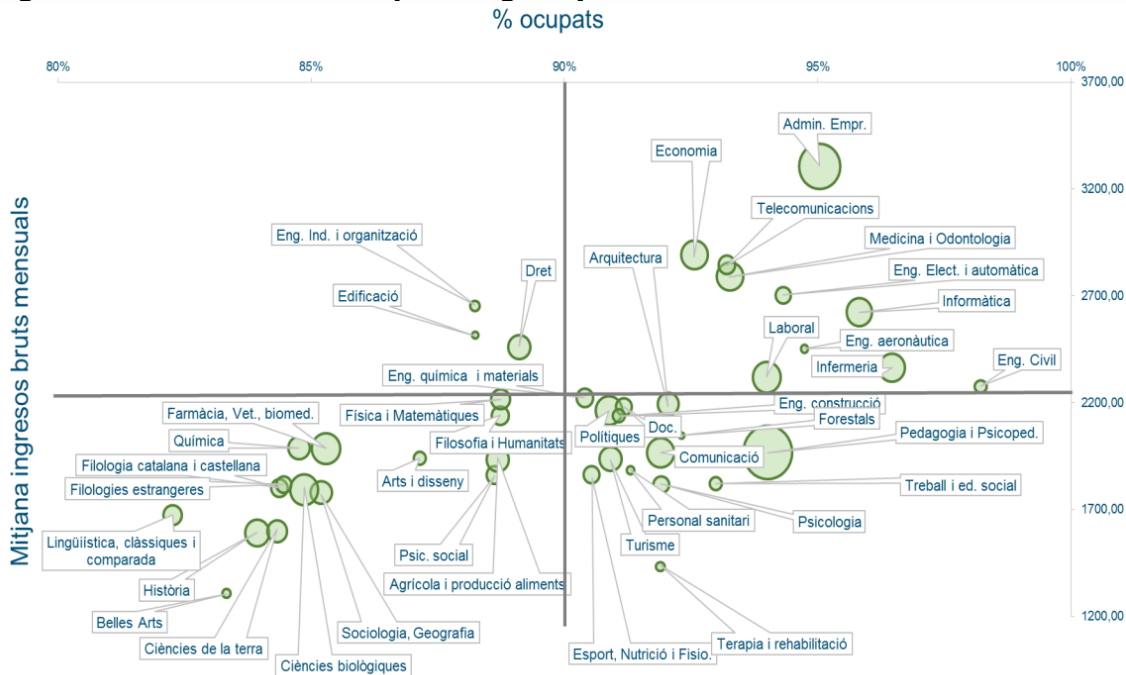 % ocupats
80%
85%
90%
95%
100%
3700,00
Admin. Empr.
Economia
3200,00
Telecomunicacions
Eng. Ind. i organització
Medicina i Odontologia
Arquitectura
Dret
Eng. Elect. i automàtica
Edificació
2700,00
Informàtica
Laboral
Eng. aeronàutica
Eng. química i materials
Infermeria
Eng. Civil
2200,00
Farmàcia, Vet., biomed.
Física i Matemàtiques
Eng. construcció
Forestals
Química
Filosofia i Humanitats
Polítiques
Doc.
Pedagogia i Psicoped.
Filologia catalana i castellana
Comunicació
Arts i disseny
Filologies estrangeres
Treball i ed. social
1700,00
Personal sanitari
Psicologia
Lingüística, clàssiques i
comparada
Turisme
Psic. social
Agrícola i producció aliments
Història
1200,00
Belles Arts
Sociologia, Geografia
Ciències de la terra
Terapia i rehabilitació
Esport, Nutrició i Fisio.
Ciències biològiques
Mitjana ingresos bruts mensuals